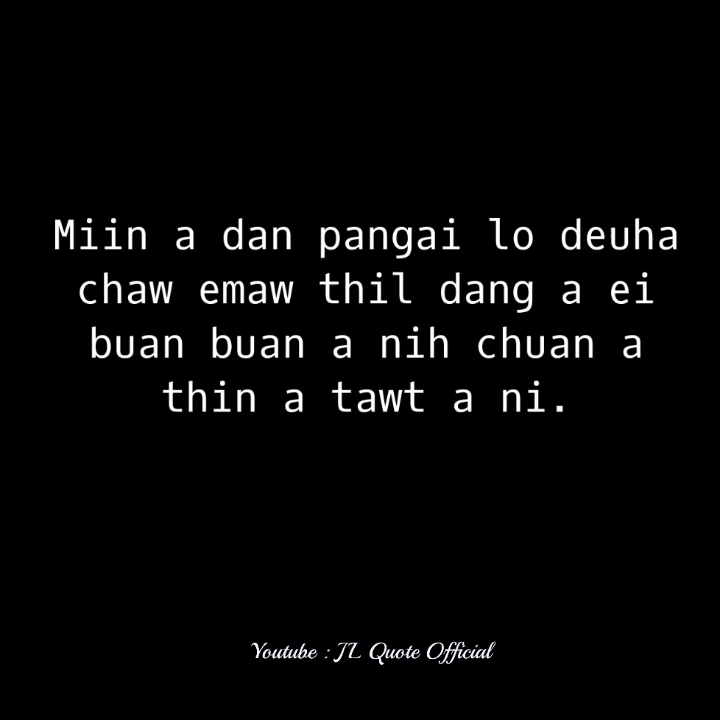 Miin a dan pangai lo deuha
chaw emaw thil dang a ei
buan buan a nih chuan a
thin a tawt a ni.
Youtube : JL Quote Official